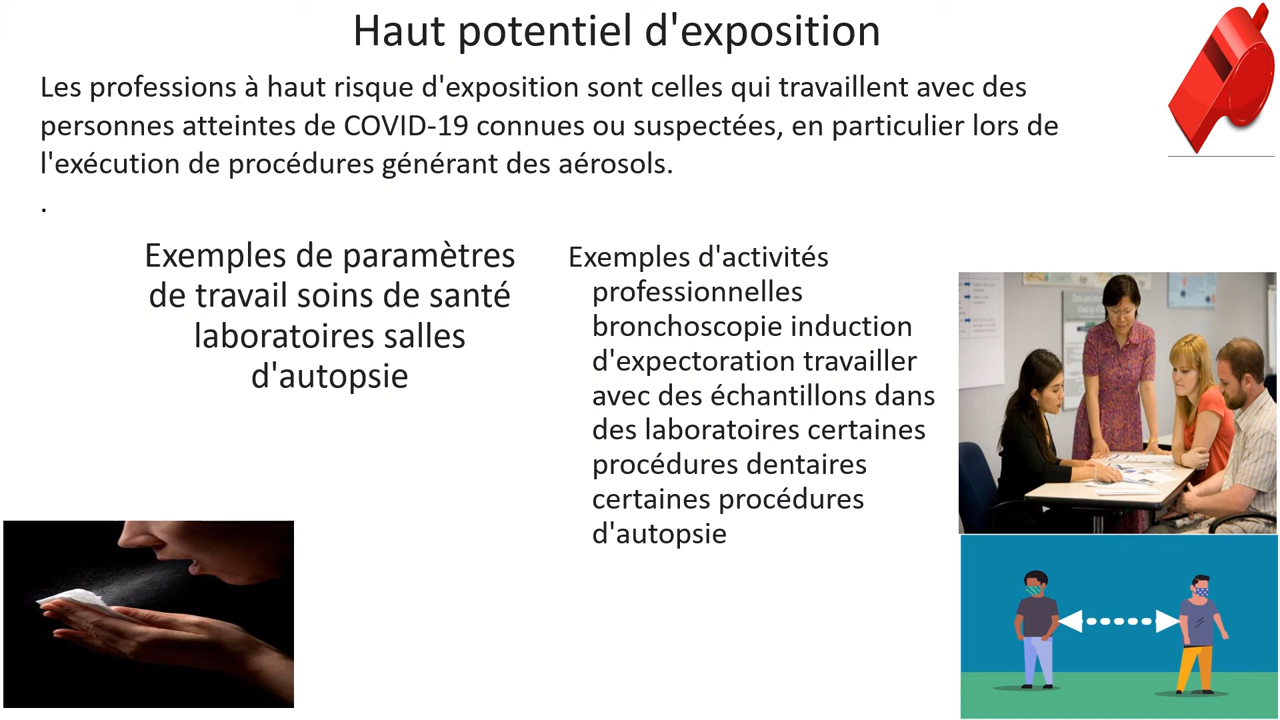 Haut potentiel d'exposition
Les professions à haut risque d'exposition sont celles qui travaillent avec des
personnes atteintes de COVID-19 connues ou suspectées, en particulier lors de
l'exécution de procédures générant des aérosols.
.
Exemples de paramètres
de travail soins de santé
laboratoires salles
d'autopsie
Exemples d'activités
professionnelles
bronchoscopie induction
d'expectoration travailler
avec des échantillons dans
des laboratoires certaines
procédures dentaires
certaines procédures
d'autopsie